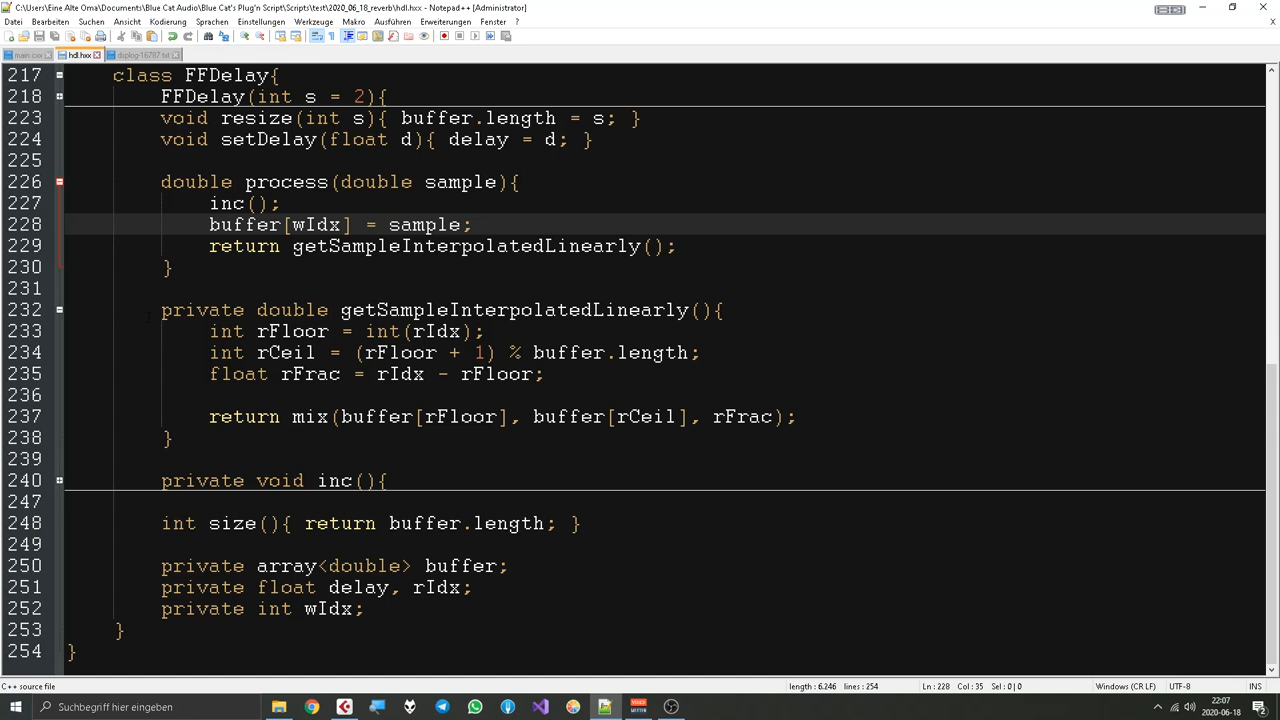 C:\Users\Eine Alte Oma\Documents\Blue Cat Audio\Blue Cat's Plug'n Script\Scripts\test\2020_06_18_reverb\hdl.hxx - Notepad++ [Administrator]
Datei Bearbeiten Suchen Ansicht Kodierung Sprachen Einstellungen Werkzeuge Makro Ausführen Erweiterungen Fenster ?
main.cxx hdl.hxx dsplog-16787.txt
217 class FFDelay{
218 FFDelay(int s = 2){
223 void resize(int s){ buffer.length = s; }
224 void setDelay(float d){ delay = d; }
225
226 double process(double sample){
227 inc();
228 buffer[wIdx] = sample;
229 return getSampleInterpolatedLinearly();
230 }
231
232 private double getSampleInterpolatedLinearly(){
233 int rFloor = int(rIdx);
234 int rCeil = (rFloor + 1) % buffer.length;
235 float rFrac = rIdx - rFloor;
236
237 return mix(buffer[rFloor], buffer[rCeil], rFrac);
238 }
239
240 private void inc(){
247
248 int size(){ return buffer.length; }
249
250 private array<double> buffer;
251 private float delay, rIdx;
252 private int wIdx;
253 }
254 }
C++ source file length : 6.246 lines : 254 Ln : 228 Col : 35 Sel : 0 | 0 Windows (CR LF) UTF-8 INS
Suchbegriff hier eingeben 22:07
2020-06-18